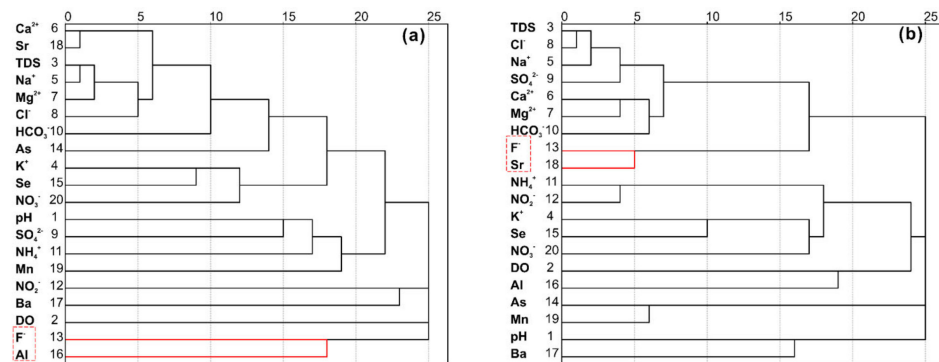 0 5 10 15 20 25
(a)
Ca²⁺ 6
Sr 18
TDS 3
Na⁺ 5
Mg²⁺ 7
Cl⁻ 8
HCO₃⁻ 10
As 14
K⁺ 4
Se 15
NO₃⁻ 20
pH 1
SO₄²⁻ 9
NH₄⁺ 11
Mn 19
NO₂⁻ 12
Ba 17
DO 2
F⁻ 13
Al 16
0 5 10 15 20 25
(b)
TDS 3
Cl⁻ 8
Na⁺ 5
SO₄²⁻ 9
Ca²⁺ 6
Mg²⁺ 7
HCO₃⁻ 10
F⁻ 13
Sr 18
NH₄⁺ 11
NO₂⁻ 12
K⁺ 4
Se 15
NO₃⁻ 20
DO 2
Al 16
As 14
Mn 19
pH 1
Ba 17